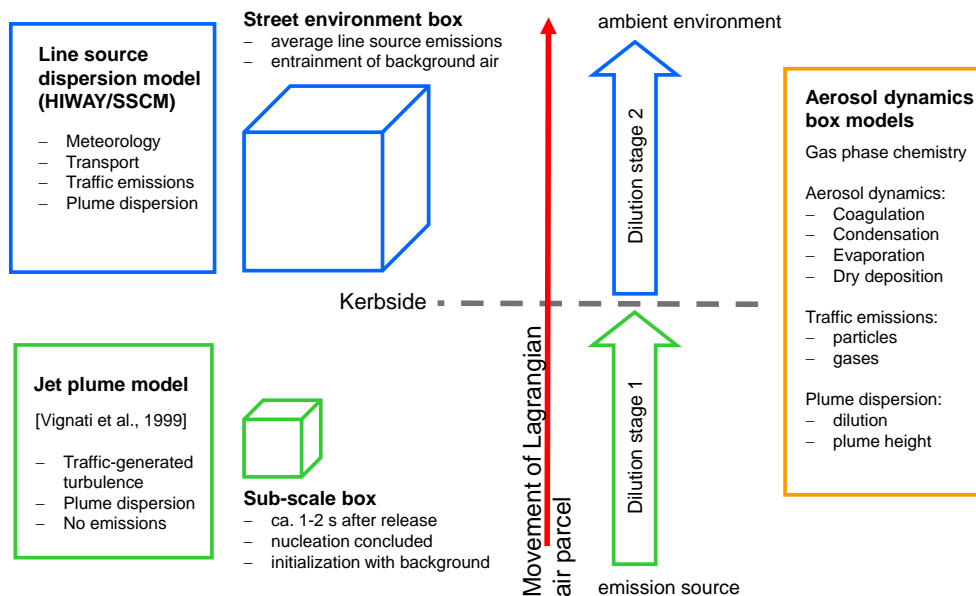 Line source
dispersion model
(HIWAY/SSCM)
– Meteorology
– Transport
– Traffic emissions
– Plume dispersion
Street environment box
– average line source emissions
– entrainment of background air
ambient environment
Dilution stage 2
Kerbside
Movement of Lagrangian
air parcel
Jet plume model
[Vignati et al., 1999]
– Traffic-generated
turbulence
– Plume dispersion
– No emissions
Sub-scale box
– ca. 1-2 s after release
– nucleation concluded
– initialization with background
Dilution stage 1
emission source
Aerosol dynamics
box models
Gas phase chemistry
Aerosol dynamics:
– Coagulation
– Condensation
– Evaporation
– Dry deposition
Traffic emissions:
– particles
– gases
Plume dispersion:
– dilution
– plume height